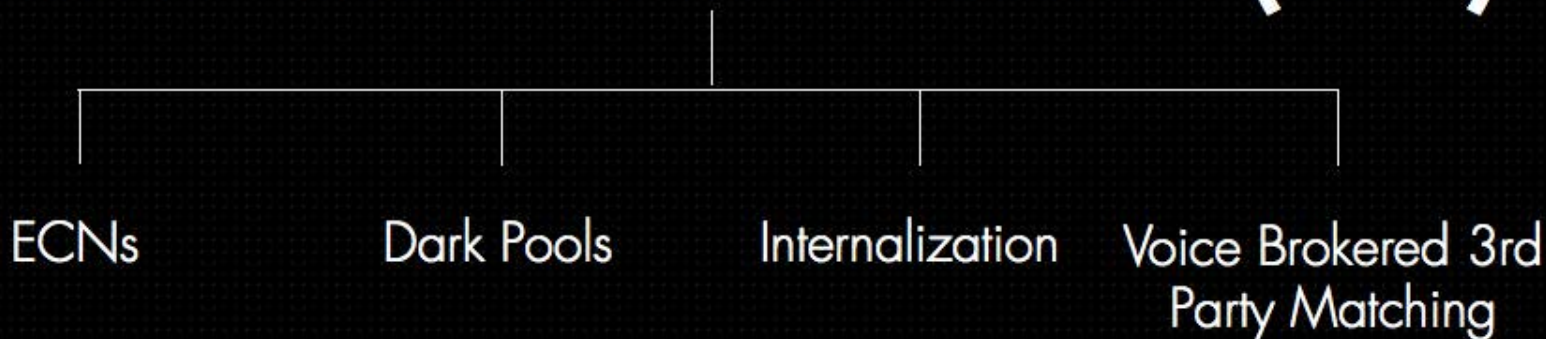 ECNs
Dark Pools
Internalization
Voice Brokered 3rd
Party Matching